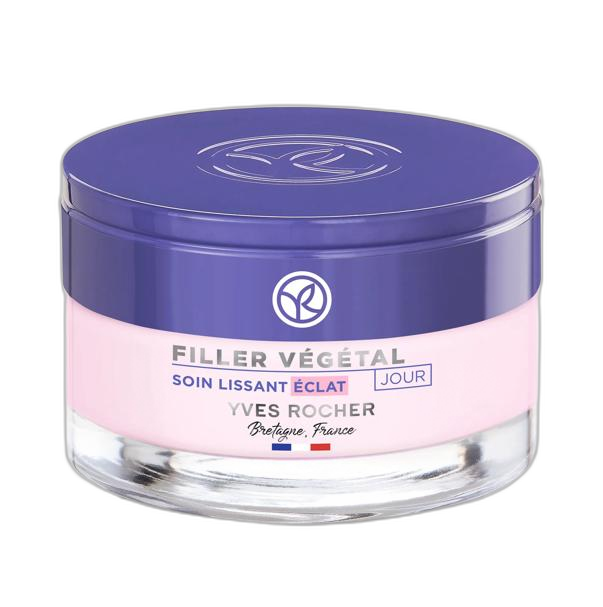 FILLER VÉGÉTAL
SOIN LISSANT ÉCLAT JOUR
YVES ROCHER
Bretagne, France